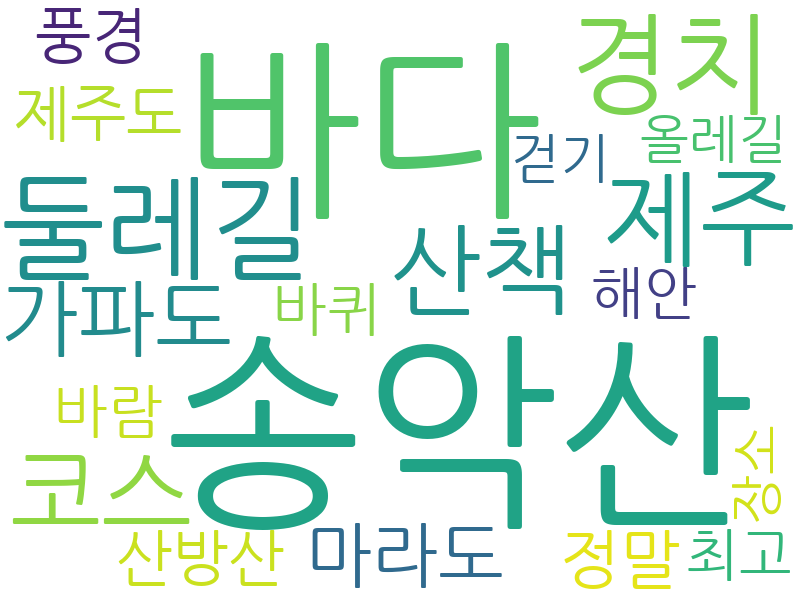 풍경
바다
경치
제주도
걷기
올레길
둘레길
산책
제주
가파도
바퀴
해안
송악산
바람
코스
장소
산방산
마라도
정말
최고